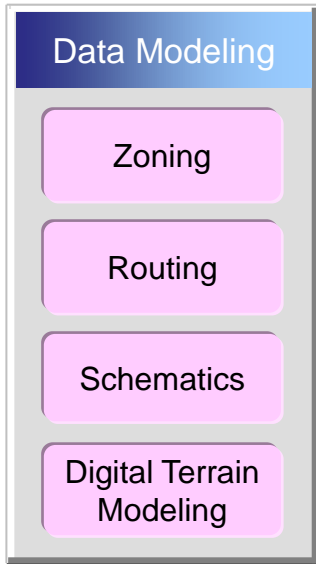 Data Modeling
Zoning
Routing
Schematics
Digital Terrain
Modeling